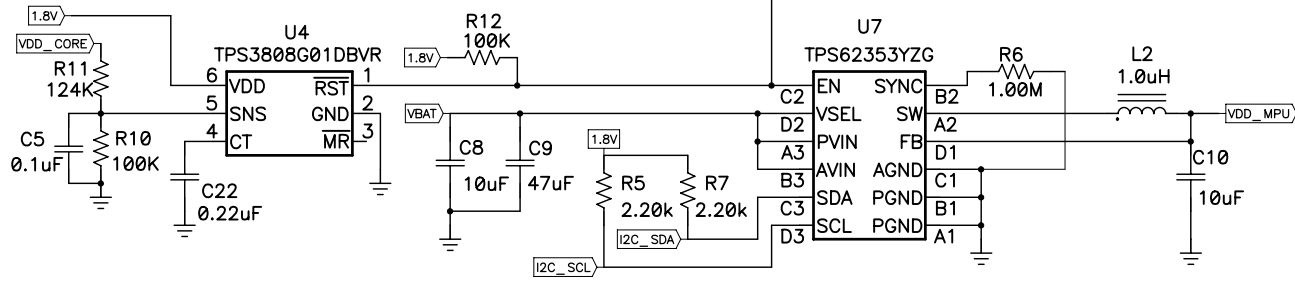 1.8V
VDD_CORE
R11
124K
C5
0.1uF
R10
100K
C22
0.22uF
U4
TPS3808G01DBVR
6 VDD RST 1
5 SNS GND 2
4 CT MR 3
R12
100K
1.8V
VBAT
C8
10uF
C9
47uF
1.8V
R5
2.20k
R7
2.20k
I2C_SDA
I2C_SCL
U7
TPS62353YZG
C2 EN SYNC B2
D2 VSEL SW A2
A3 PVIN FB D1
B3 AVIN AGND C1
C3 SDA PGND B1
D3 SCL PGND A1
R6
1.00M
L2
1.0uH
VDD_MPU
C10
10uF